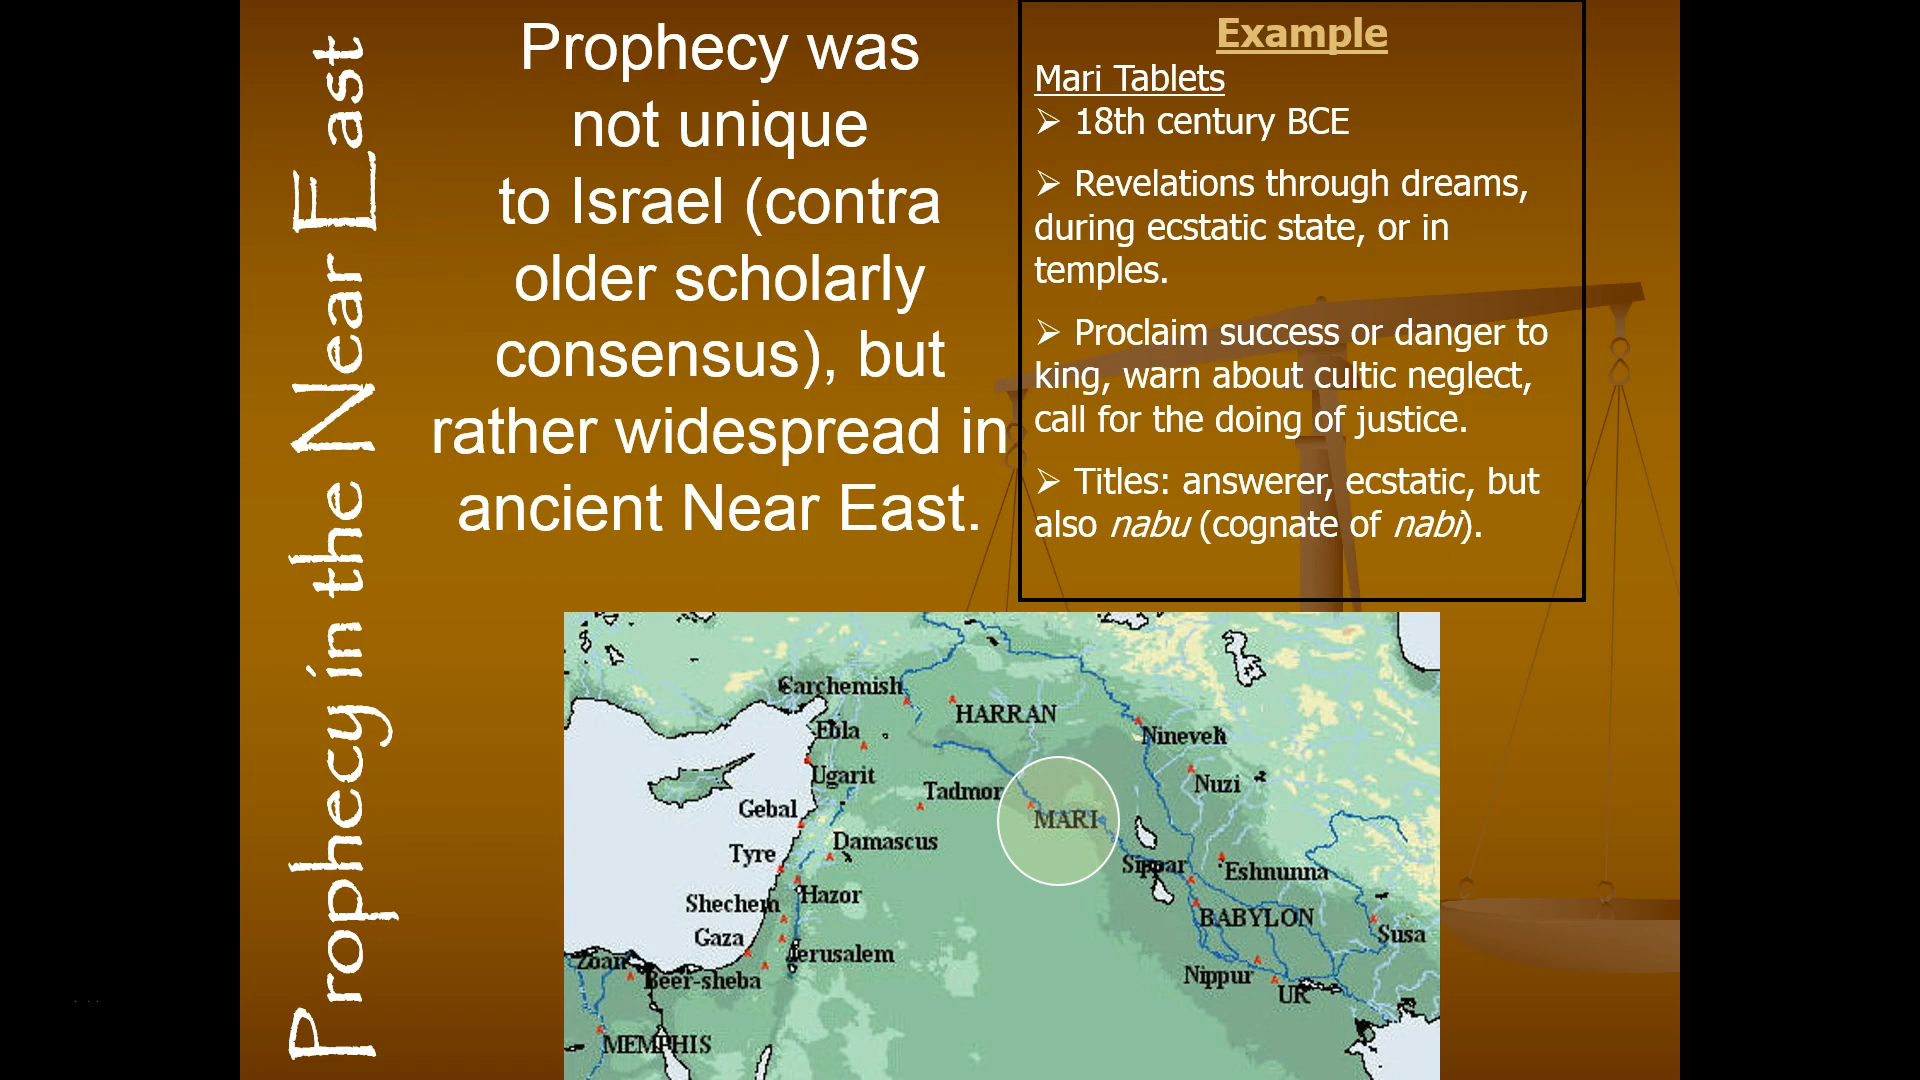 Prophecy in the Near East
Prophecy was
not unique
to Israel (contra
older scholarly
consensus), but
rather widespread in
ancient Near East.
Example
Mari Tablets
➢ 18th century BCE
➢ Revelations through dreams,
during ecstatic state, or in
temples.
➢ Proclaim success or danger to
king, warn about cultic neglect,
call for the doing of justice.
➢ Titles: answerer, ecstatic, but
also nabu (cognate of nabi).
Carchemish
HARRAN
Ebla
Nineveh
Ugarit
Nuzi
Tadmor
Gebal
MARI
Damascus
Tyre
Sippar
Eshnunna
Hazor
Shechem
BABYLON
Susa
Gaza
Jerusalem
Zoan
Beer-sheba
Nippur
UR
MEMPHIS